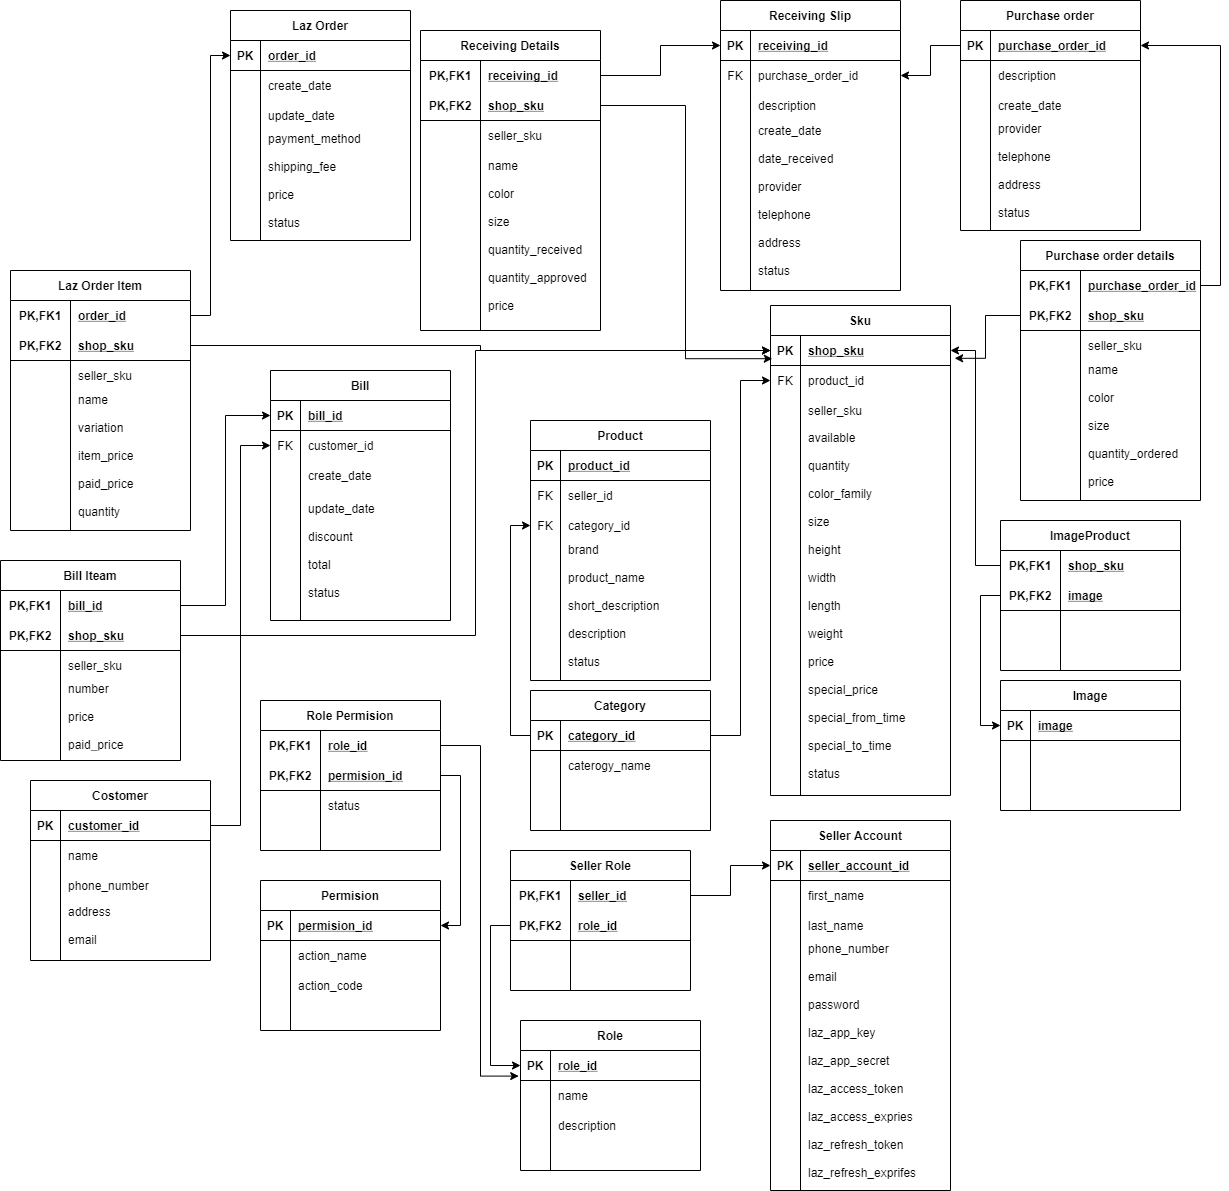 Laz Order
PK order_id
create_date
update_date
payment_method
shipping_fee
price
status
Receiving Details
PK,FK1 receiving_id
PK,FK2 shop_sku
seller_sku
name
color
size
quantity_received
quantity_approved
price
Receiving Slip
PK receiving_id
FK purchase_order_id
description
create_date
date_received
provider
telephone
address
status
Purchase order
PK purchase_order_id
description
create_date
provider
telephone
address
status
Purchase order details
PK,FK1 purchase_order_id
PK,FK2 shop_sku
seller_sku
name
color
size
quantity_ordered
price
Laz Order Item
PK,FK1 order_id
PK,FK2 shop_sku
seller_sku
name
variation
item_price
paid_price
quantity
Bill
PK bill_id
FK customer_id
create_date
update_date
discount
total
status
Sku
PK shop_sku
FK product_id
seller_sku
available
quantity
color_family
size
height
width
length
weight
price
special_price
special_from_time
special_to_time
status
Product
PK product_id
FK seller_id
FK category_id
brand
product_name
short_description
description
status
ImageProduct
PK,FK1 shop_sku
PK,FK2 image
Image
PK image
Bill Iteam
PK,FK1 bill_id
PK,FK2 shop_sku
seller_sku
number
price
paid_price
Category
PK category_id
caterogy_name
Role Permision
PK,FK1 role_id
PK,FK2 permision_id
status
Costomer
PK customer_id
name
phone_number
address
email
Permision
PK permision_id
action_name
action_code
Seller Role
PK,FK1 seller_id
PK,FK2 role_id
Seller Account
PK seller_account_id
first_name
last_name
phone_number
email
password
laz_app_key
laz_app_secret
laz_access_token
laz_access_expries
laz_refresh_token
laz_refresh_exprifes
Role
PK role_id
name
description